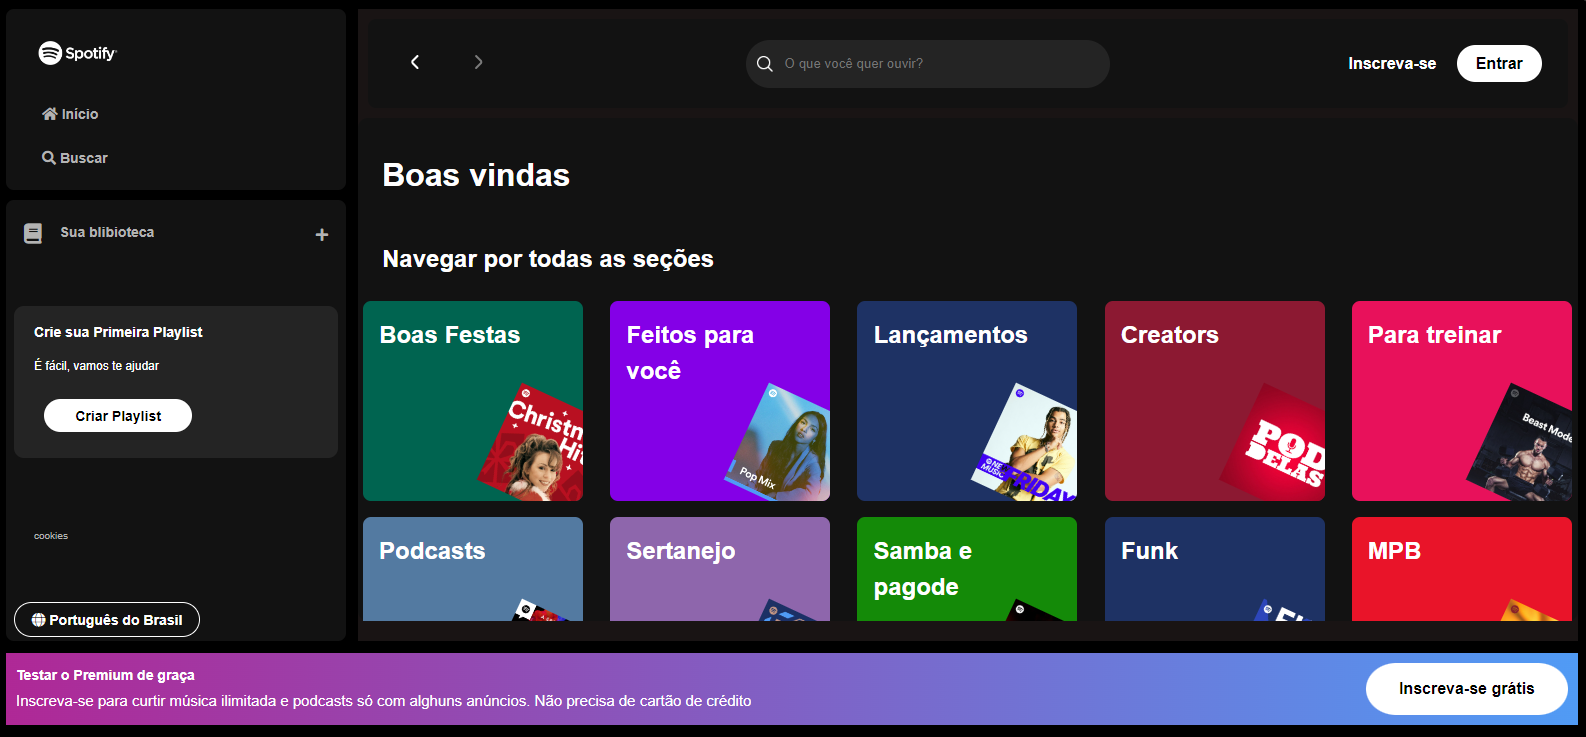 Spotify
Início
Buscar
Sua blibioteca
Crie sua Primeira Playlist
É fácil, vamos te ajudar
Criar Playlist
cookies
Português do Brasil
O que você quer ouvir?
Inscreva-se
Entrar
Boas vindas
Navegar por todas as seções
Boas Festas
Christm
Hit
Feitos para
você
Pop Mix
Lançamentos
NE
MUSIC
FRIDAY
Creators
POD
DELAS
Para treinar
Beast Mode
Podcasts
Sertanejo
Samba e
pagode
Funk
MPB
Testar o Premium de graça
Inscreva-se para curtir música ilimitada e podcasts só com alghuns anúncios. Não precisa de cartão de crédito
Inscreva-se grátis